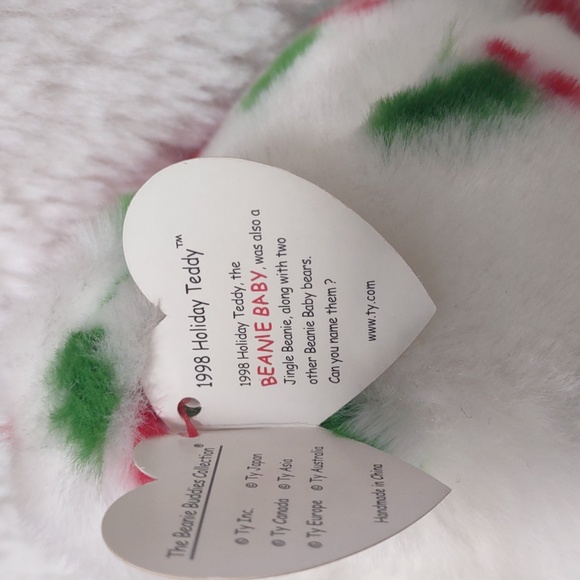 The Beanie Buddies Collection®
© Ty Inc. © Ty Japan
© Ty Canada © Ty Asia
© Ty Europe © Ty Australia
Handmade in China
1998 Holiday Teddy™
1998 Holiday Teddy, the
BEANIE BABY, was also a
Jingle Beanie, along with two
other Beanie Baby bears.
Can you name them?
www.ty.com